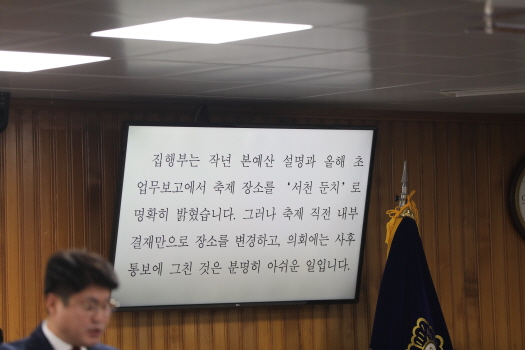 집행부는 작년 본예산 설명과 올해 초
업무보고에서 축제 장소를 ‘서천 둔치’로
명확히 밝혔습니다. 그러나 축제 직전 내부
결재만으로 장소를 변경하고, 의회에는 사후
통보에 그친 것은 분명히 아쉬운 일입니다.